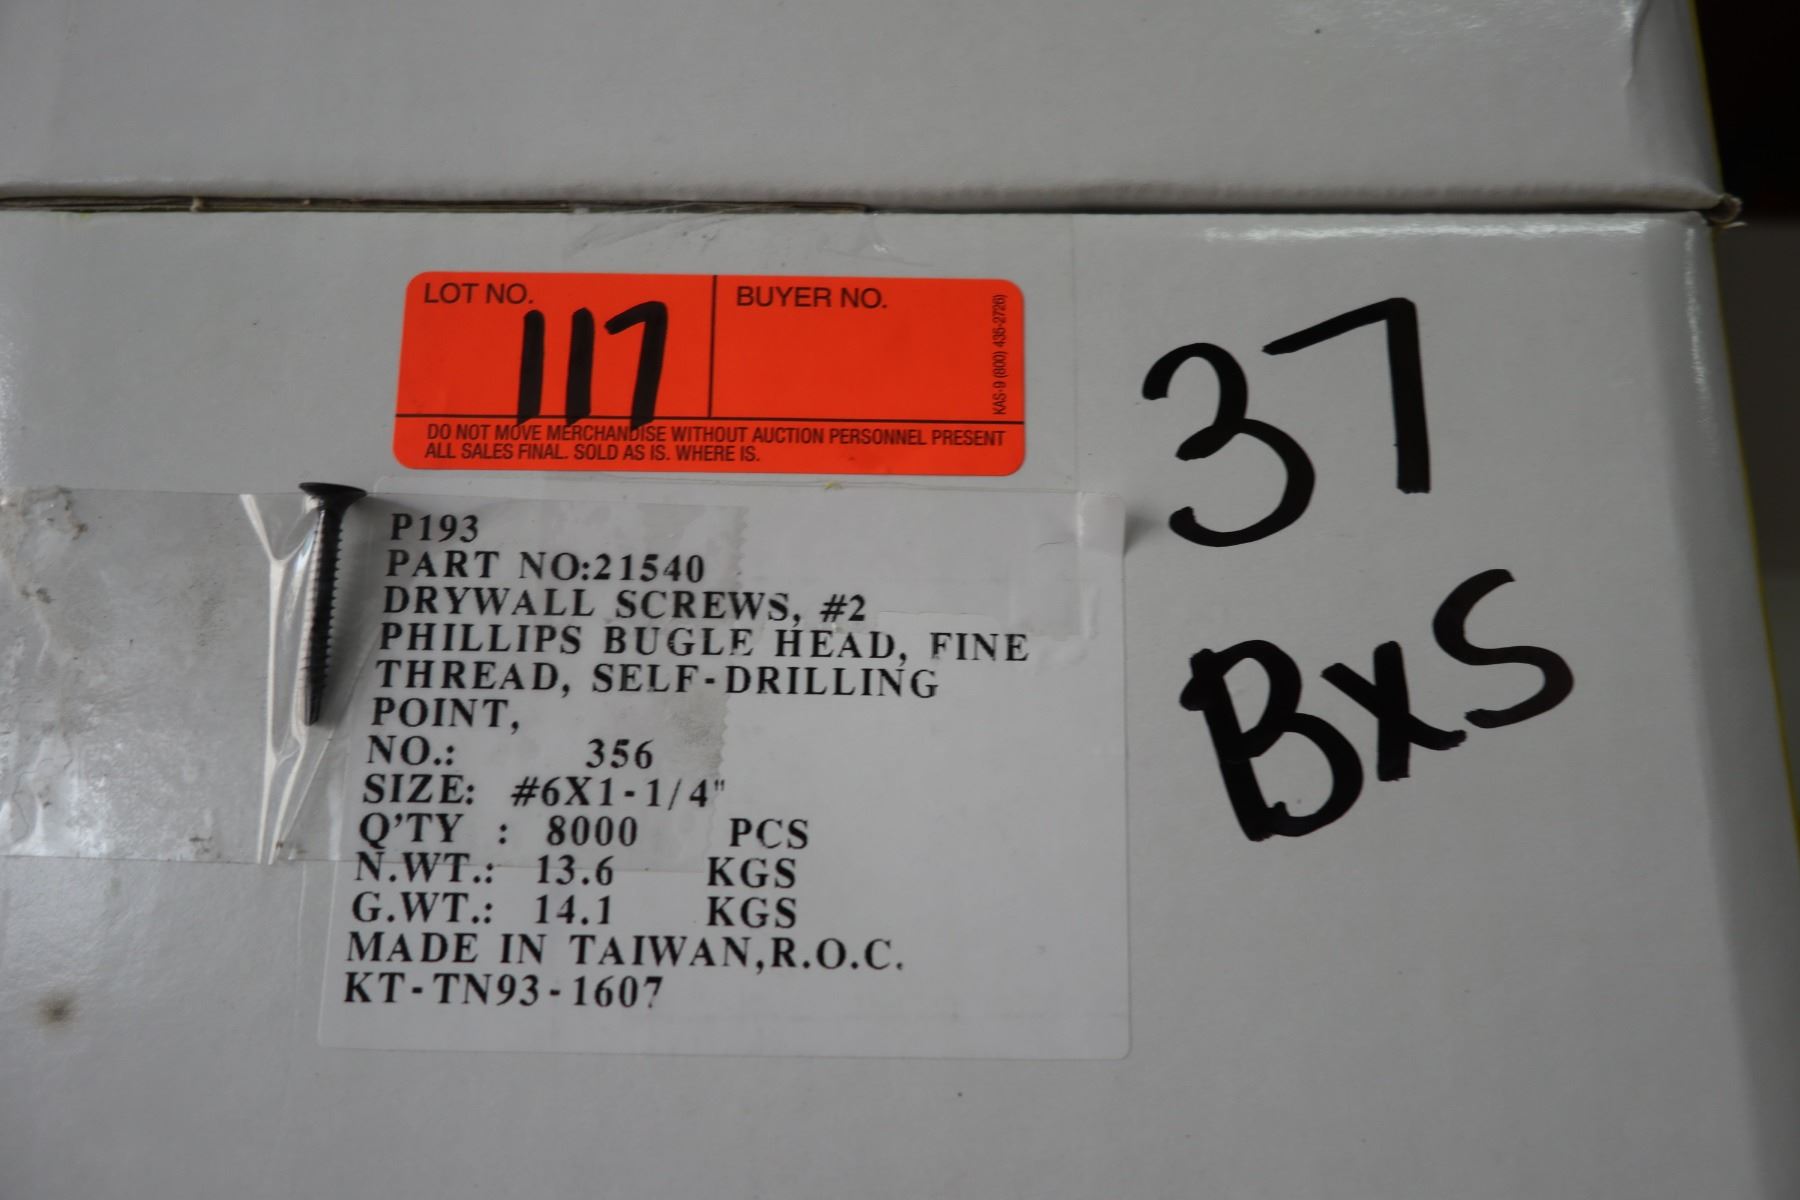 LOT NO.
117
BUYER NO.
KAS-9 (800) 435-2726)
DO NOT MOVE MERCHANDISE WITHOUT AUCTION PERSONNEL PRESENT
ALL SALES FINAL. SOLD AS IS. WHERE IS.
37
BxS
P193
PART NO:21540
DRYWALL SCREWS, #2
PHILLIPS BUGLE HEAD, FINE
THREAD, SELF-DRILLING
POINT,
NO.: 356
SIZE: #6X1-1/4"
Q'TY : 8000 PCS
N.WT.: 13.6 KGS
G.WT.: 14.1 KGS
MADE IN TAIWAN,R.O.C.
KT-TN93-1607